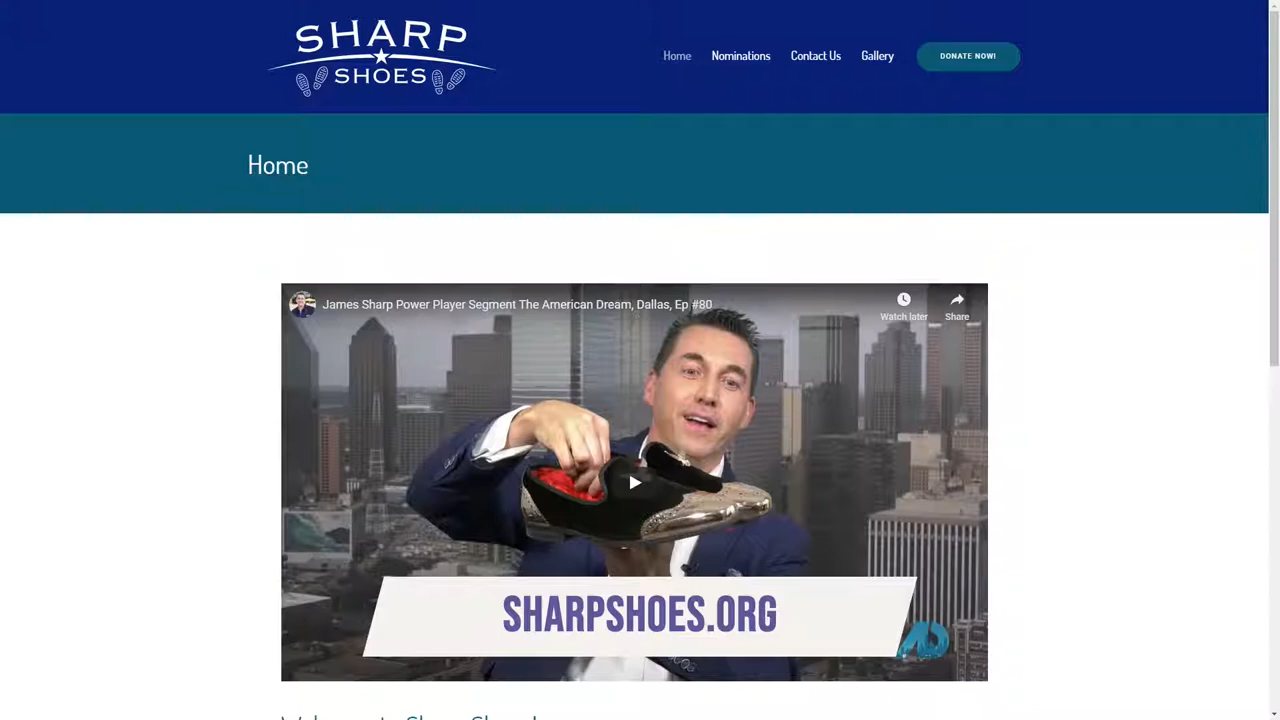 SHARP
SHOES
Home
Nominations
Contact Us
Gallery
DONATE NOW!
Home
James Sharp Power Player Segment The American Dream, Dallas, Ep #80
Watch later
Share
SHARPSHOES.ORG
AD